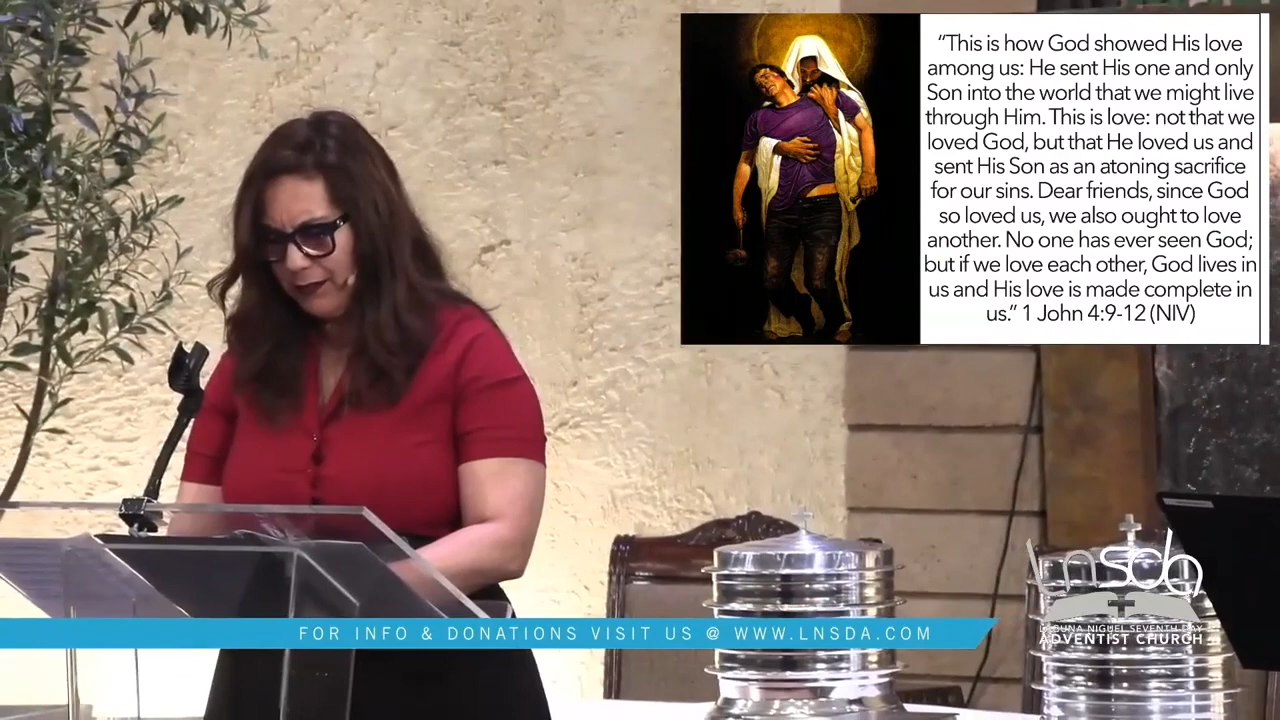 “This is how God showed His love
among us: He sent His one and only
Son into the world that we might live
through Him. This is love: not that we
loved God, but that He loved us and
sent His Son as an atoning sacrifice
for our sins. Dear friends, since God
so loved us, we also ought to love
another. No one has ever seen God;
but if we love each other, God lives in
us and His love is made complete in
us.” 1 John 4:9-12 (NIV)
FOR INFO & DONATIONS VISIT US @ WWW.LNSDA.COM
Lnsda
LAGUNA NIGUEL SEVENTH-DAY
ADVENTIST CHURCH